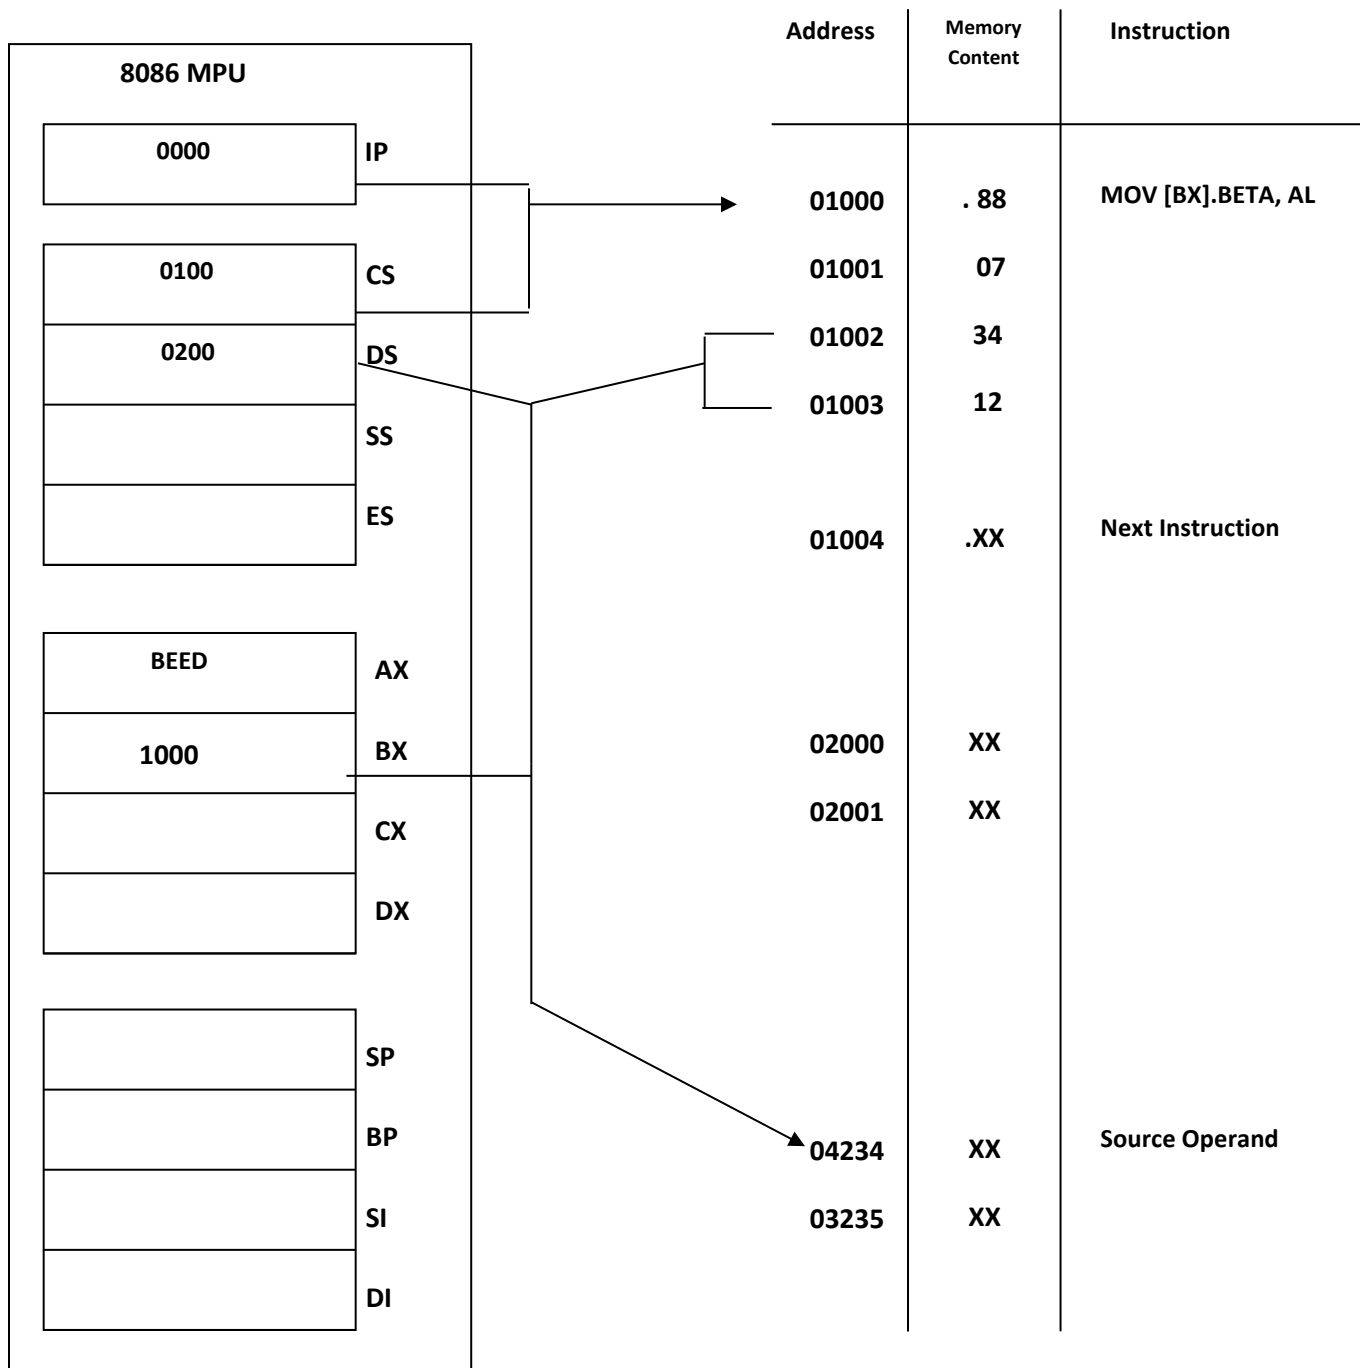 8086 MPU
0000
IP
0100
CS
0200
DS
SS
ES
BEED
AX
1000
BX
CX
DX
SP
BP
SI
DI
Address
Memory
Content
Instruction
01000
. 88
MOV [BX].BETA, AL
01001
07
01002
34
01003
12
01004
.XX
Next Instruction
02000
XX
02001
XX
04234
XX
Source Operand
03235
XX